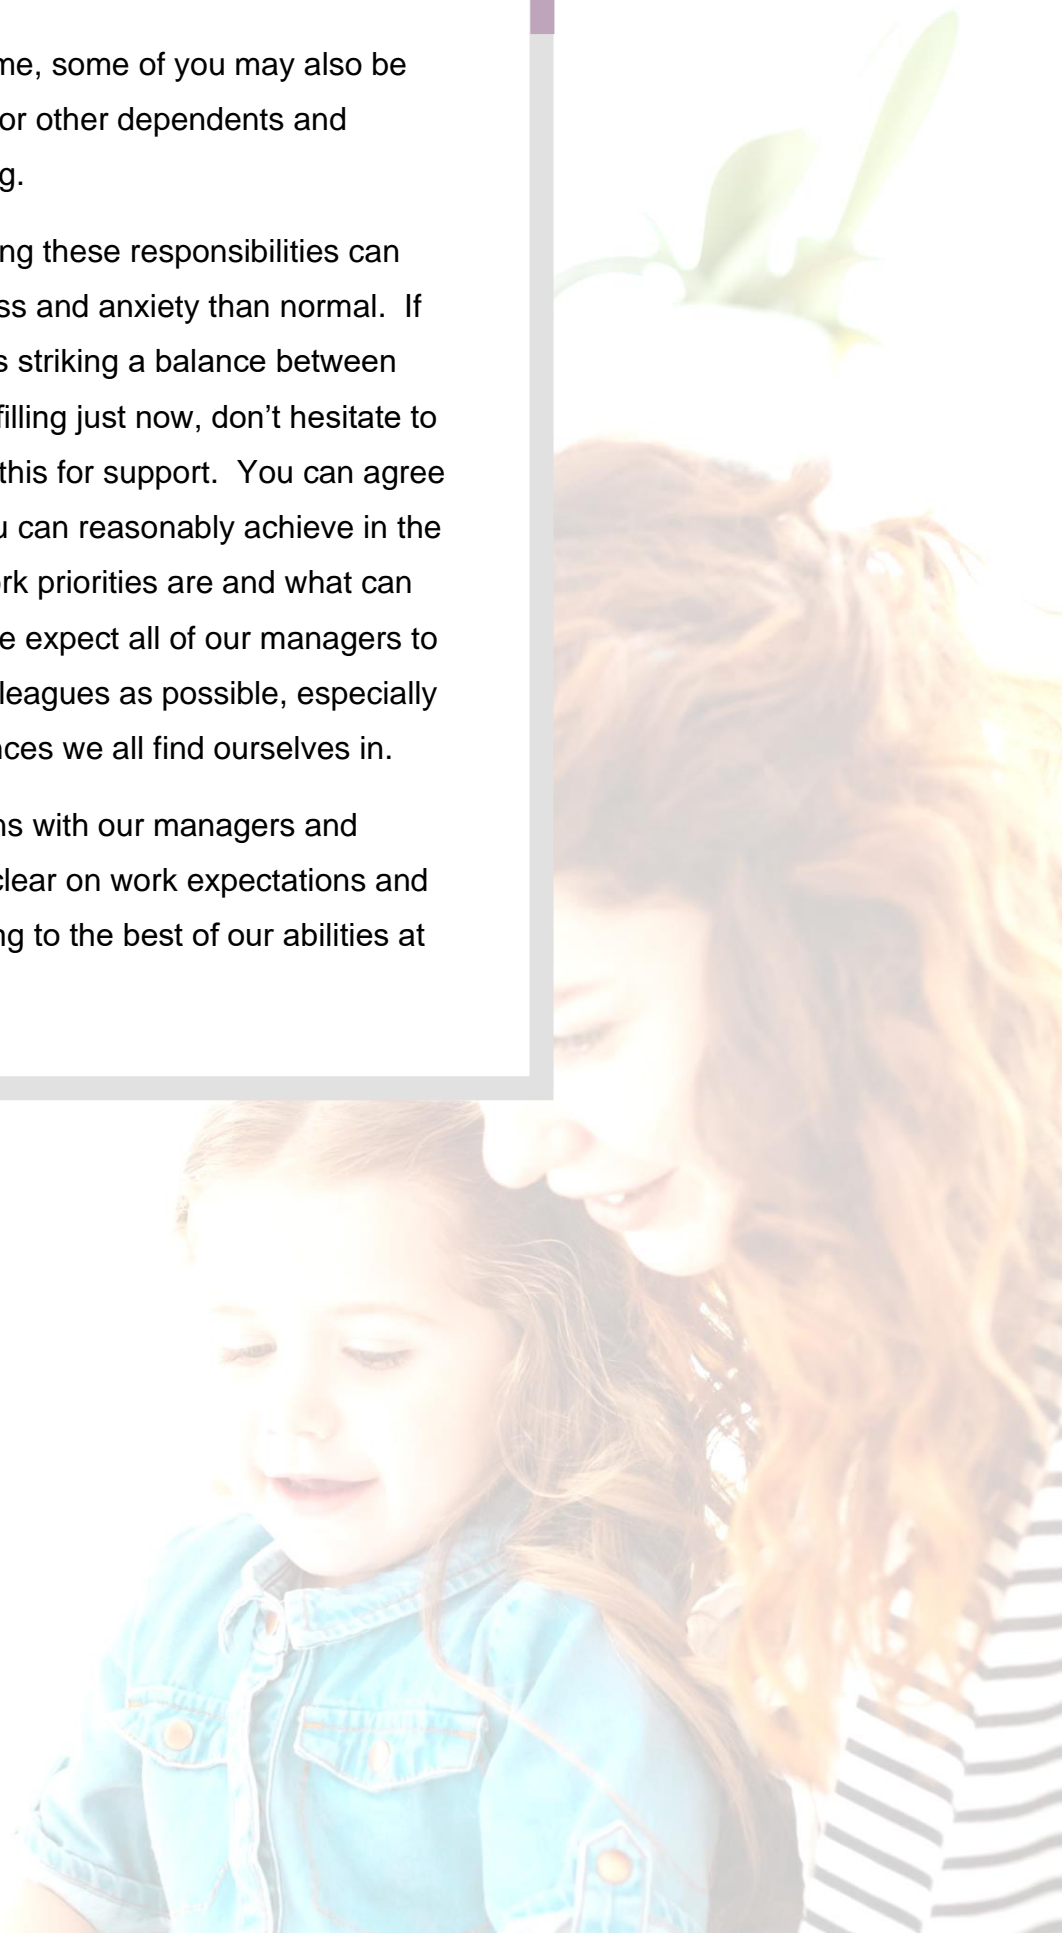 me, some of you may also be
or other dependents and
g.
ng these responsibilities can
ss and anxiety than normal.  If
s striking a balance between
filling just now, don’t hesitate to
this for support.  You can agree
u can reasonably achieve in the
rk priorities are and what can
e expect all of our managers to
leagues as possible, especially
nces we all find ourselves in.
ns with our managers and
clear on work expectations and
ng to the best of our abilities at